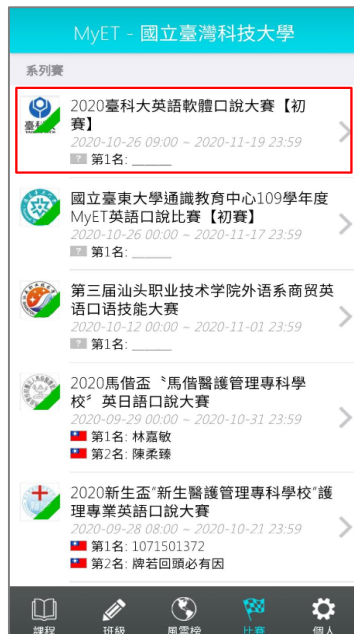 MyET - 國立臺灣科技大學
系列賽
2020臺科大英語軟體口說大賽【初
賽】
2020-10-26 09:00 ~ 2020-11-19 23:59
? 第1名: ______
國立臺東大學通識教育中心109學年度
MyET英語口說比賽【初賽】
2020-10-26 00:00 ~ 2020-11-17 23:59
? 第1名: ______
第三届汕头职业技术学院外语系商贸英
语口语技能大赛
2020-10-12 00:00 ~ 2020-11-01 23:59
? 第1名: ______
2020馬偕盃〝馬偕醫護管理專科學
校〞英日語口說大賽
2020-09-29 00:00 ~ 2020-10-31 23:59
第1名: 林嘉敏
第2名: 陳柔臻
2020新生盃"新生醫護管理專科學校"護
理專業英語口說大賽
2020-09-28 08:00 ~ 2020-10-21 23:59
第1名: 1071501372
第2名: 牌若回頭必有因
課程 班級 風雲榜 比賽 個人